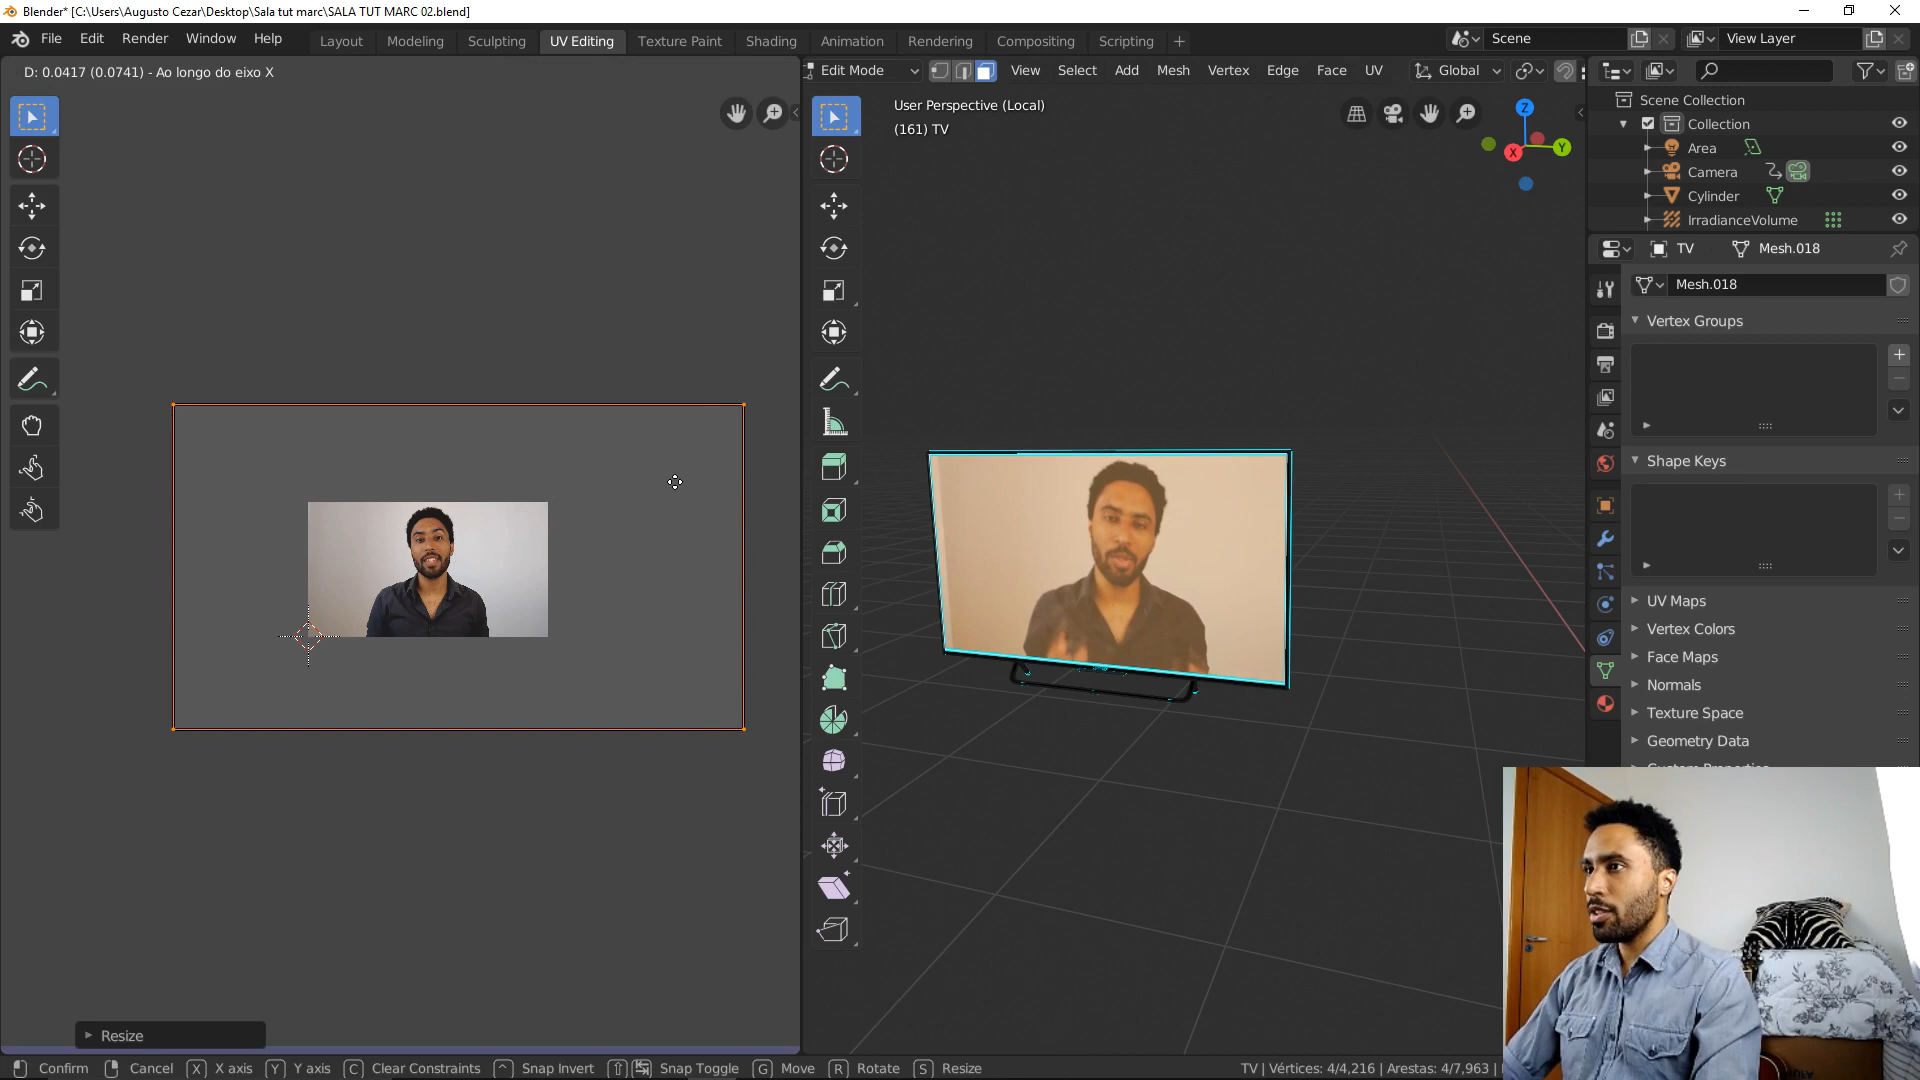 Blender* [C:\Users\Augusto Cezar\Desktop\Sala tut marc\SALA TUT MARC 02.blend]
File Edit Render Window Help
Layout Modeling Sculpting UV Editing Texture Paint Shading Animation Rendering Compositing Scripting
Scene
View Layer
D: 0.0417 (0.0741) - Ao longo do eixo X
Edit Mode
View Select Add Mesh Vertex Edge Face UV
Global
User Perspective (Local)
(161) TV
Z
X
Y
Scene Collection
Collection
Area
Camera
Cylinder
IrradianceVolume
TV
Mesh.018
Mesh.018
Vertex Groups
Shape Keys
UV Maps
Vertex Colors
Face Maps
Normals
Texture Space
Geometry Data
Custom Properties
Resize
Confirm Cancel X X axis Y Y axis C Clear Constraints ^ Snap Invert Snap Toggle G Move R Rotate S Resize
TV | Vértices: 4/4,216 | Arestas: 4/7,963 |